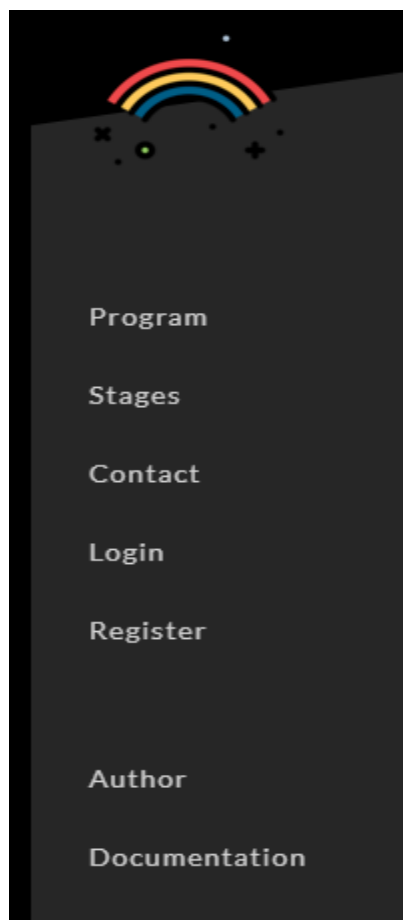 Program
Stages
Contact
Login
Register
Author
Documentation